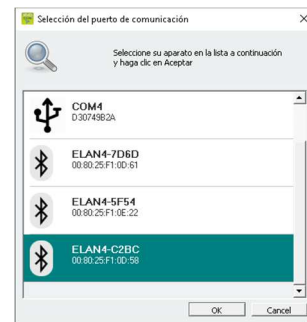 Selección del puerto de comunicación
Seleccione su aparato en la lista a continuación
y haga clic en Aceptar
COM4
D30749B2A
ELAN4-7D6D
00:80:25:F1:0D:61
ELAN4-5F54
00:80:25:F1:0E:22
ELAN4-C2BC
00:80:25:F1:0D:58
OK
Cancel